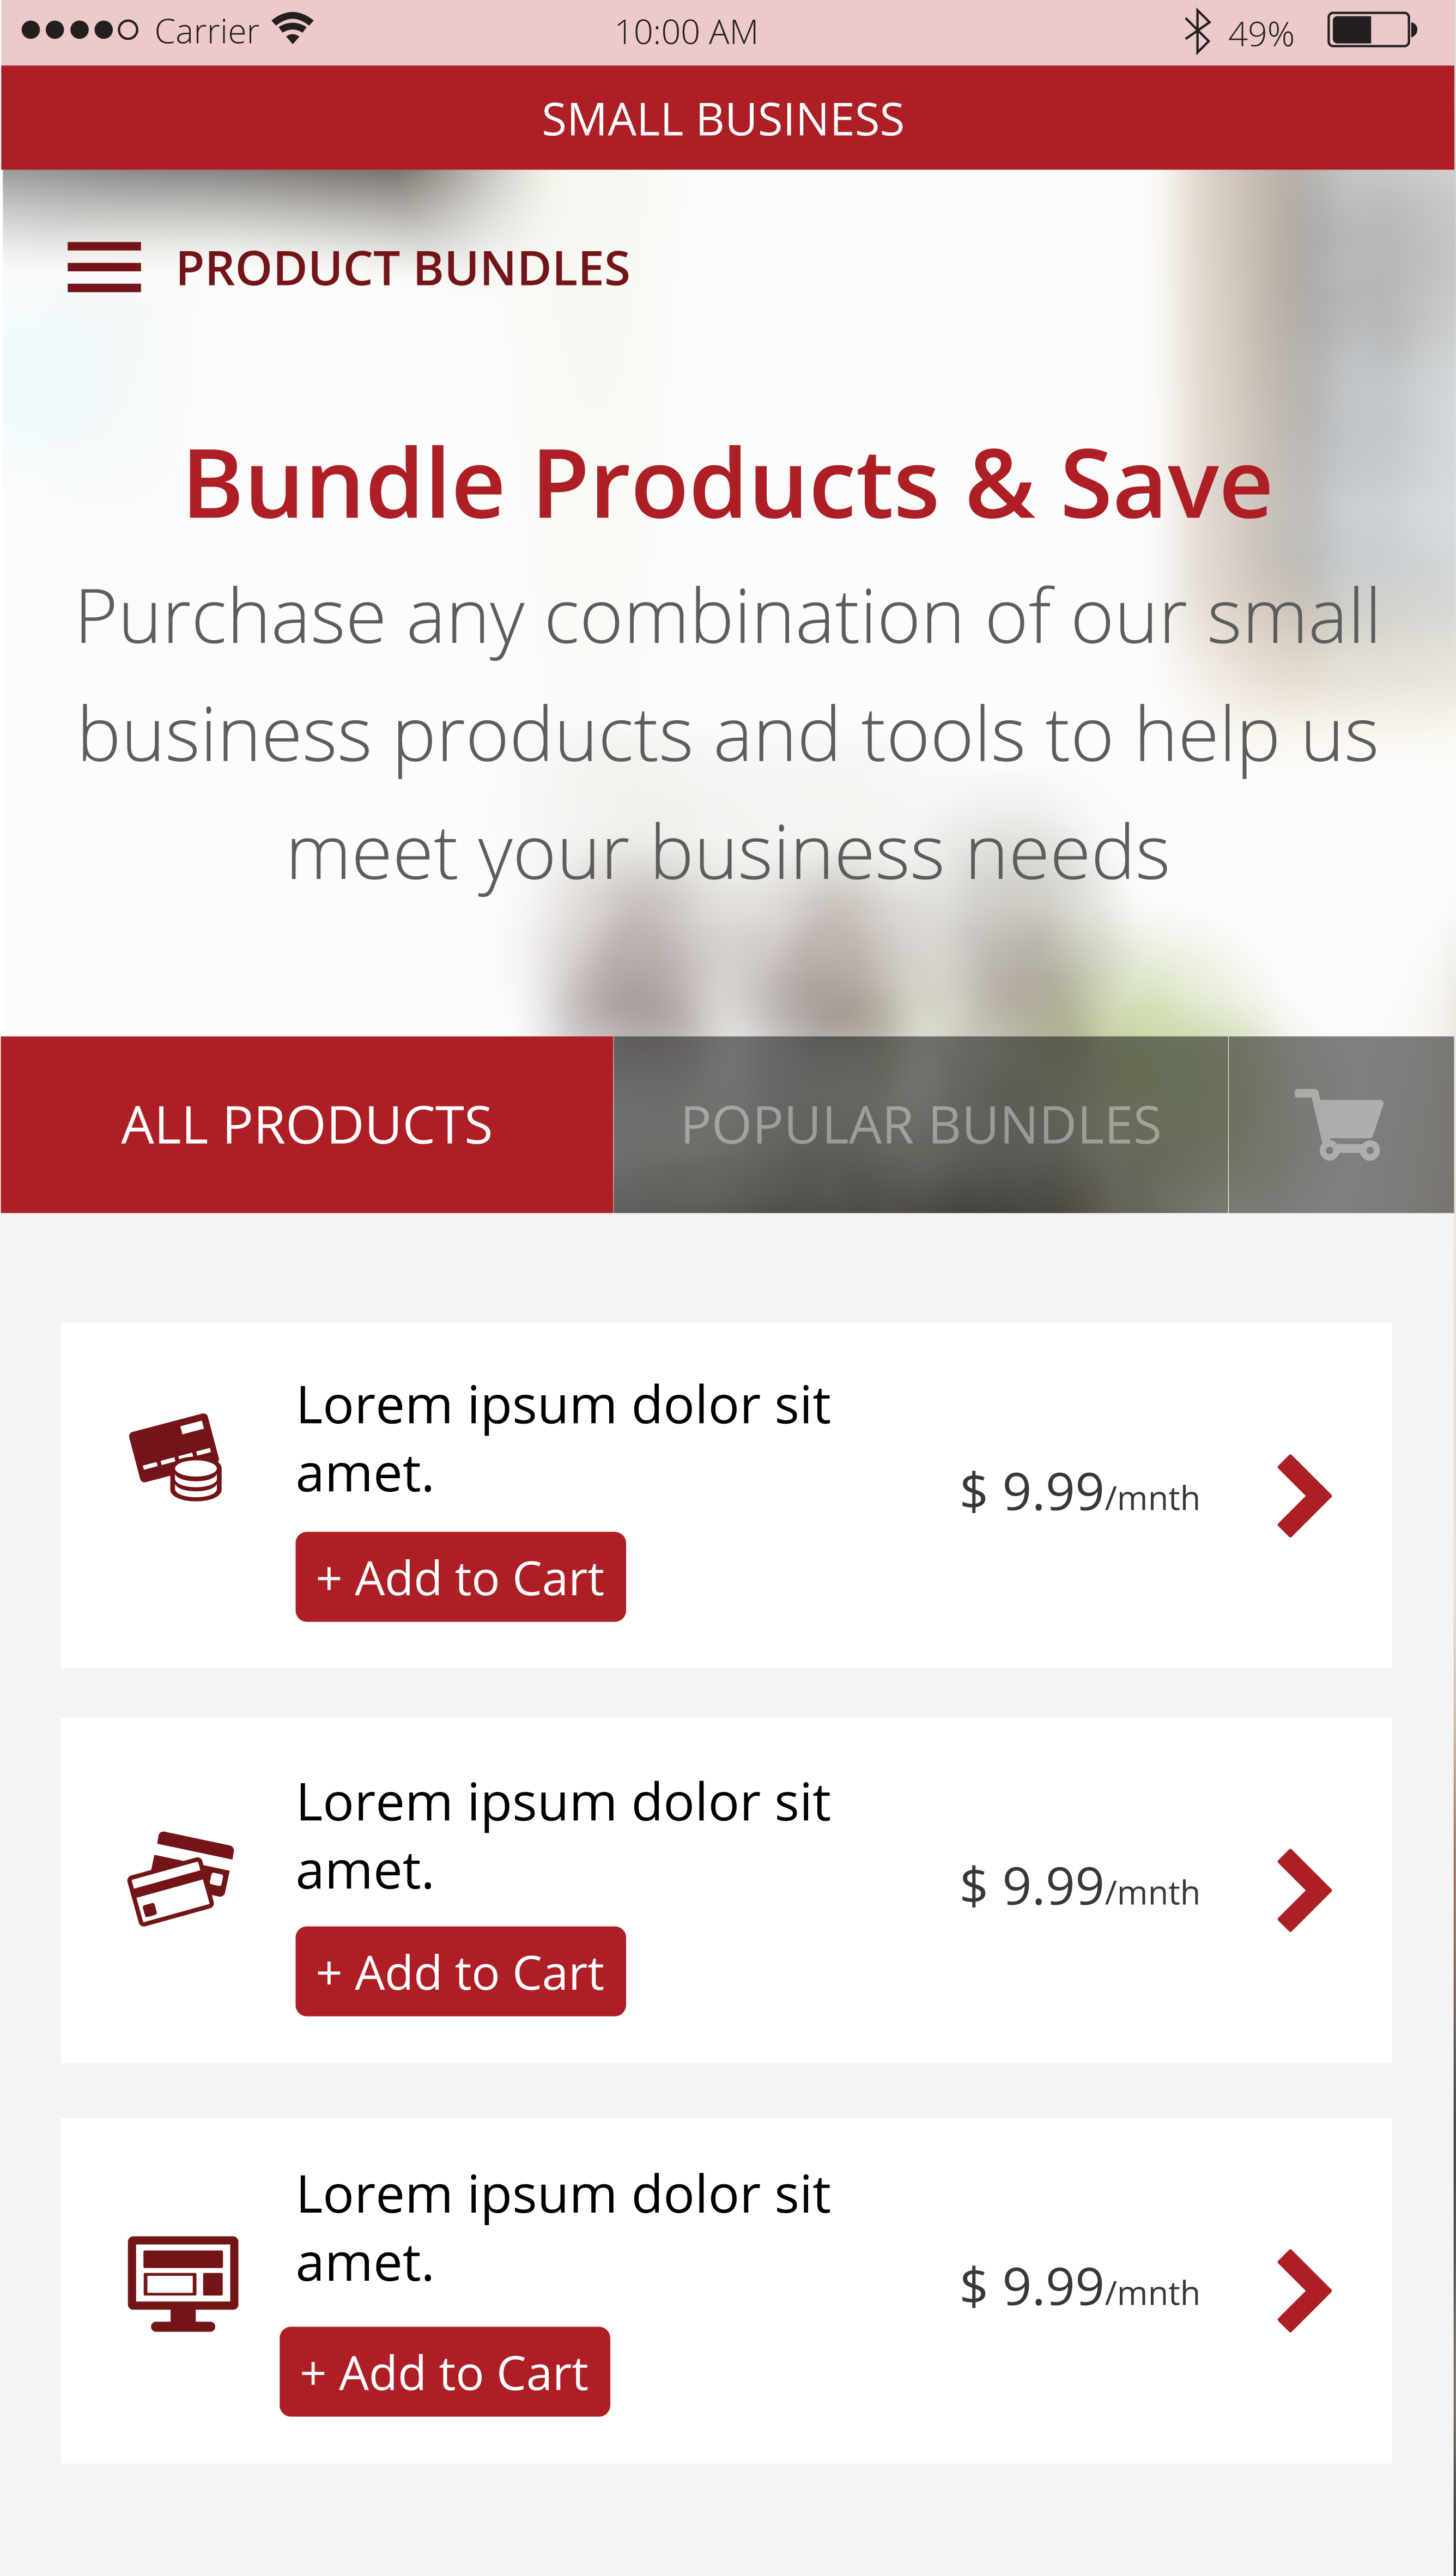 Carrier 10:00 AM 49%
SMALL BUSINESS
PRODUCT BUNDLES
Bundle Products & Save
Purchase any combination of our small
business products and tools to help us
meet your business needs
ALL PRODUCTS POPULAR BUNDLES
Lorem ipsum dolor sit
amet.
$ 9.99/mnth
+ Add to Cart
Lorem ipsum dolor sit
amet.
$ 9.99/mnth
+ Add to Cart
Lorem ipsum dolor sit
amet.
$ 9.99/mnth
+ Add to Cart